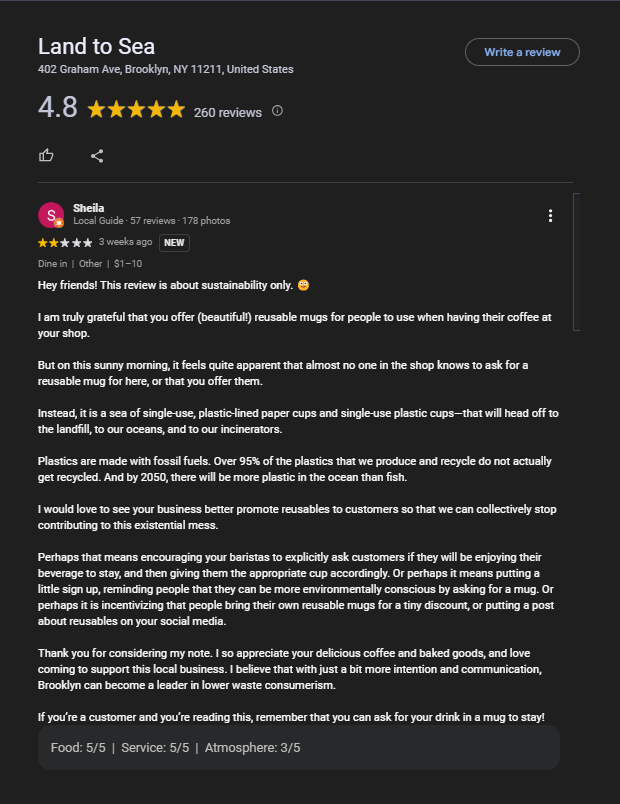 Land to Sea
Write a review
402 Graham Ave, Brooklyn, NY 11211, United States
4.8
260 reviews
S
Sheila
Local Guide · 57 reviews · 178 photos
3 weeks ago
NEW
Dine in | Other | $1–10
Hey friends! This review is about sustainability only.
I am truly grateful that you offer (beautiful!) reusable mugs for people to use when having their coffee at
your shop.
But on this sunny morning, it feels quite apparent that almost no one in the shop knows to ask for a
reusable mug for here, or that you offer them.
Instead, it is a sea of single-use, plastic-lined paper cups and single-use plastic cups—that will head off to
the landfill, to our oceans, and to our incinerators.
Plastics are made with fossil fuels. Over 95% of the plastics that we produce and recycle do not actually
get recycled. And by 2050, there will be more plastic in the ocean than fish.
I would love to see your business better promote reusables to customers so that we can collectively stop
contributing to this existential mess.
Perhaps that means encouraging your baristas to explicitly ask customers if they will be enjoying their
beverage to stay, and then giving them the appropriate cup accordingly. Or perhaps it means putting a
little sign up, reminding people that they can be more environmentally conscious by asking for a mug. Or
perhaps it is incentivizing that people bring their own reusable mugs for a tiny discount, or putting a post
about reusables on your social media.
Thank you for considering my note. I so appreciate your delicious coffee and baked goods, and love
coming to support this local business. I believe that with just a bit more intention and communication,
Brooklyn can become a leader in lower waste consumerism.
If you're a customer and you're reading this, remember that you can ask for your drink in a mug to stay!
Food: 5/5 | Service: 5/5 | Atmosphere: 3/5